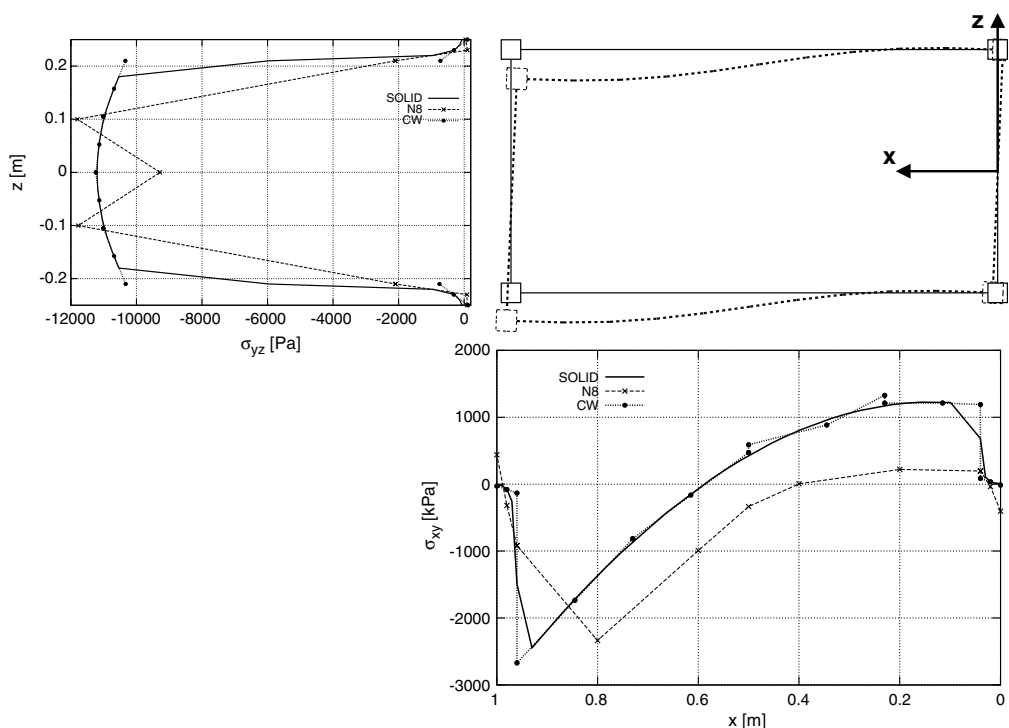 z
x
0.2
0.1
0
-0.1
-0.2
z [m]
SOLID
N8
CW
-12000 -10000 -8000 -6000 -4000 -2000 0
σyz [Pa]
2000
1000
0
-1000
-2000
-3000
σxy [kPa]
SOLID
N8
CW
1 0.8 0.6 0.4 0.2 0
x [m]